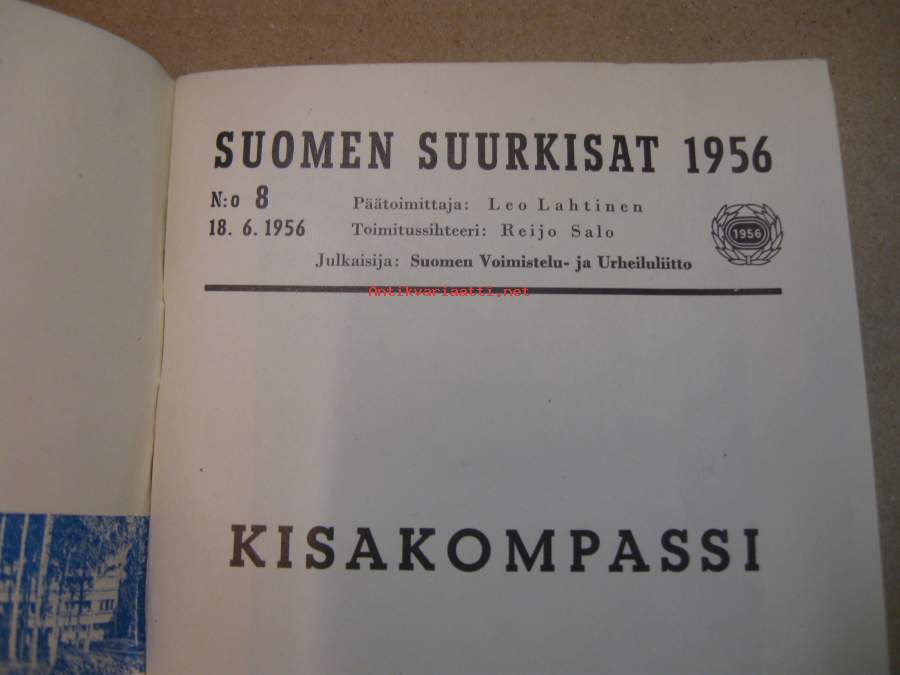 SUOMEN SUURKISAT 1956
N:o 8
18. 6. 1956
Päätoimittaja: Leo Lahtinen
Toimitussihteeri: Reijo Salo
Julkaisija: Suomen Voimistelu- ja Urheiluliitto
1956
Antikvariaatti.net
KISAKOMPASSI